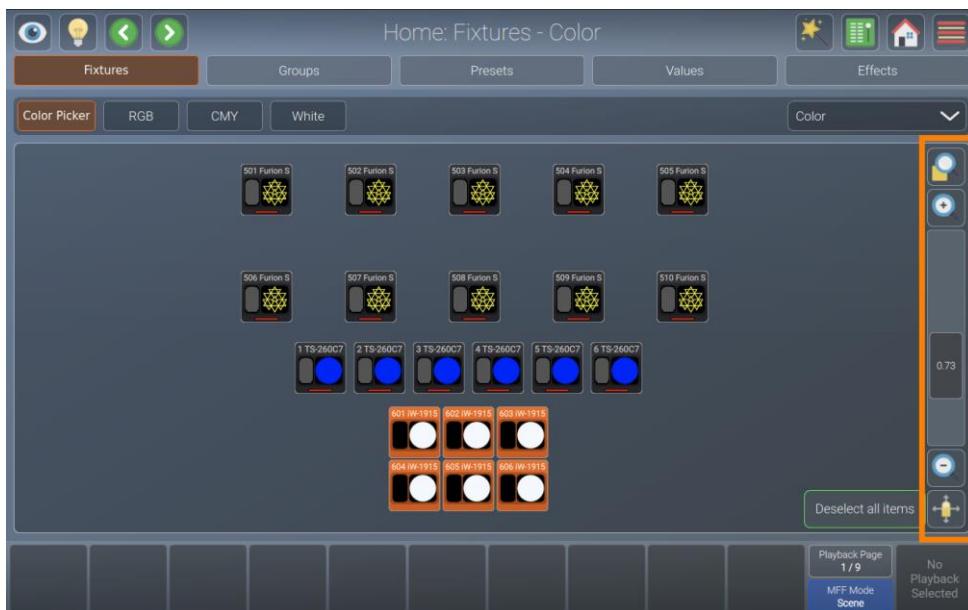 Home: Fixtures - Color
Fixtures
Groups
Presets
Values
Effects
Color Picker
RGB
CMY
White
Color
501 Furion S
502 Furion S
503 Furion S
504 Furion S
505 Furion S
506 Furion S
507 Furion S
508 Furion S
509 Furion S
510 Furion S
1 TS-260C7
2 TS-260C7
3 TS-260C7
4 TS-260C7
5 TS-260C7
6 TS-260C7
0.73
601 iW-1915
602 iW-1915
603 iW-1915
604 iW-1915
605 iW-1915
606 iW-1915
Deselect all items
Playback Page
1 / 9
MFF Mode
Scene
No
Playback
Selected